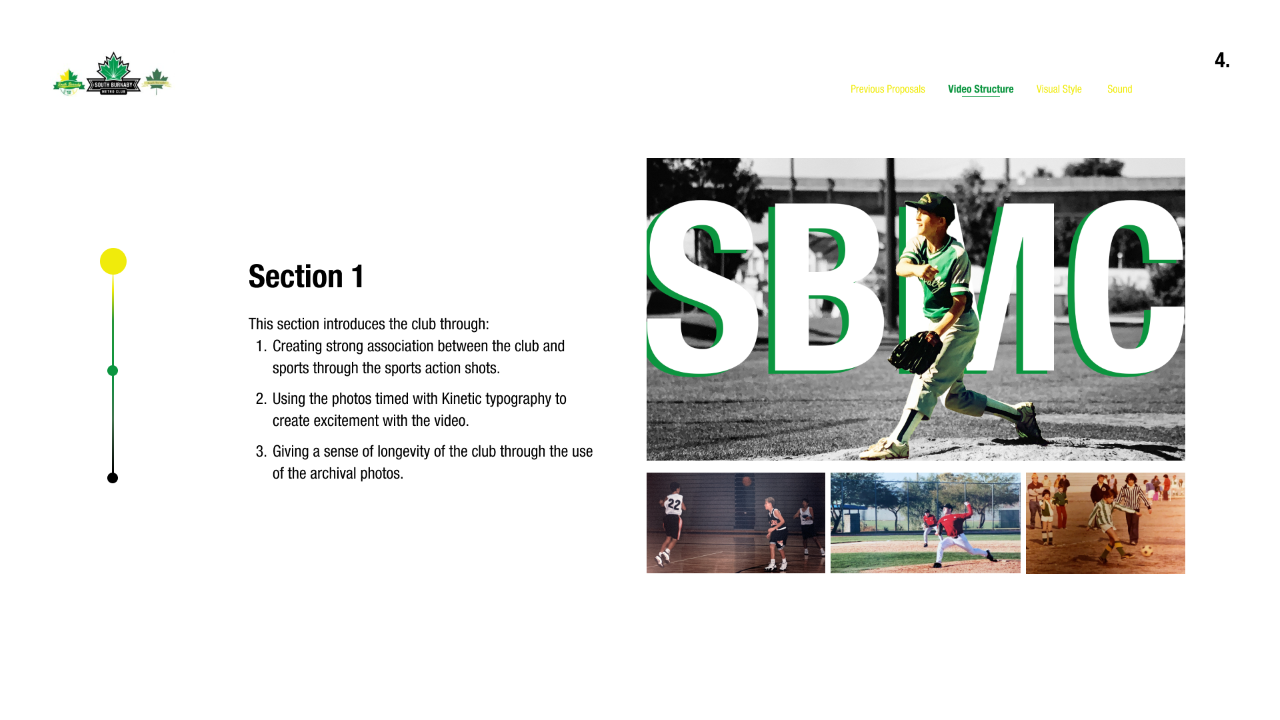 SOUTH BURNABY
METRO CLUB
4.
Previous Proposals
Video Structure
Visual Style
Sound
Section 1
This section introduces the club through:
1. Creating strong association between the club and
sports through the sports action shots.
2. Using the photos timed with Kinetic typography to
create excitement with the video.
3. Giving a sense of longevity of the club through the use
of the archival photos.
SBMC
22